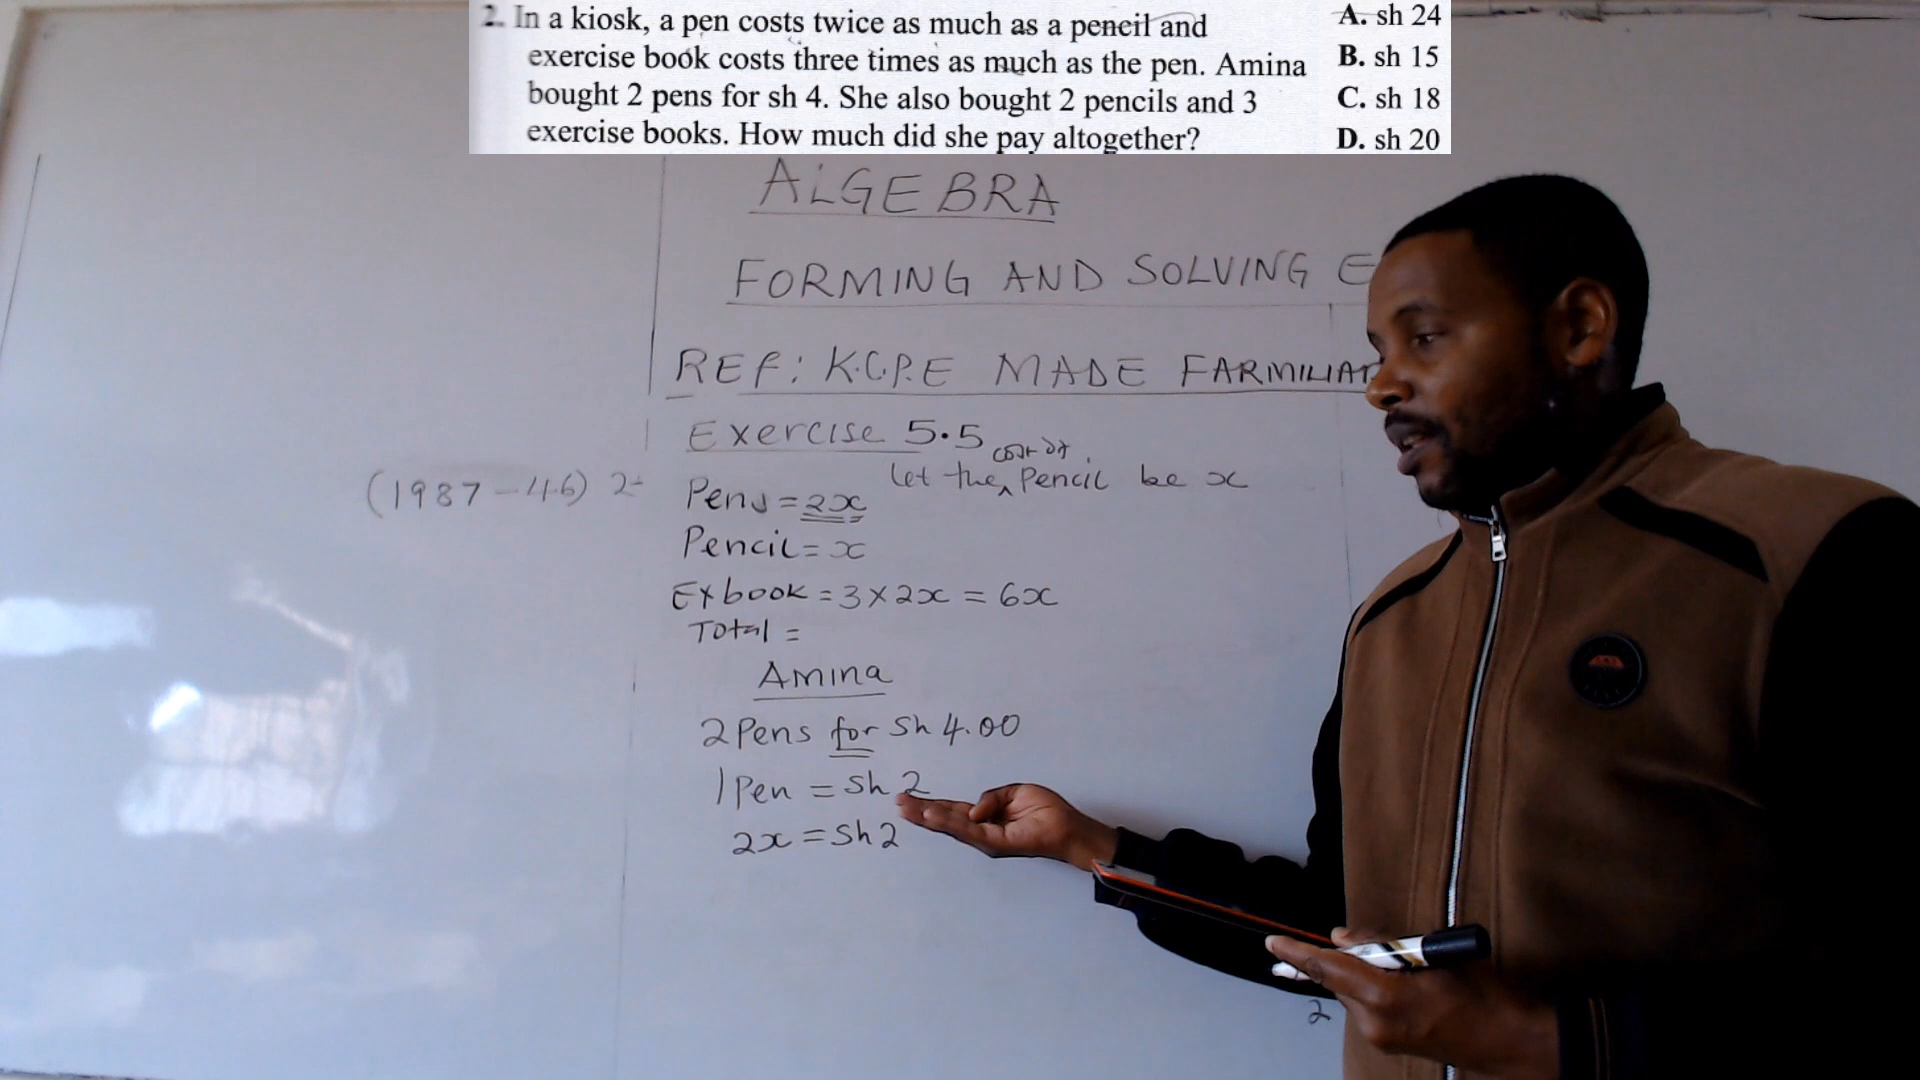 2. In a kiosk, a pen costs twice as much as a pencil and
exercise book costs three times as much as the pen. Amina
bought 2 pens for sh 4. She also bought 2 pencils and 3
exercise books. How much did she pay altogether?
A. sh 24
B. sh 15
C. sh 18
D. sh 20
ALGEBRA
FORMING AND SOLVING E
REF: K.C.P.E MADE FARMILIAR
Exercise 5.5
cost of
let the ^ Pencil be x
(1987-46) 2-
Pens = 2x
Pencil = x
Exbook = 3 x 2x = 6x
Total =
Amina
2 Pens for Sh 4.00
1 Pen = Sh 2
2x = Sh 2
2